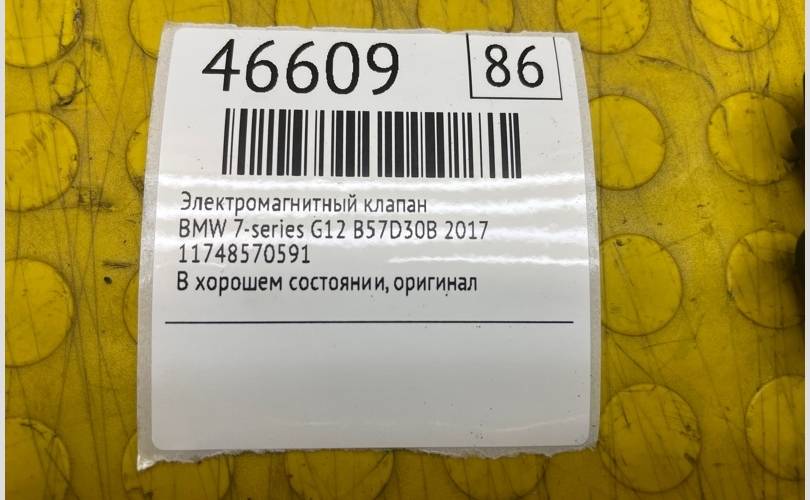 46609
86
Электромагнитный клапан
BMW 7-series G12 B57D30B 2017
11748570591
В хорошем состоянии, оригинал